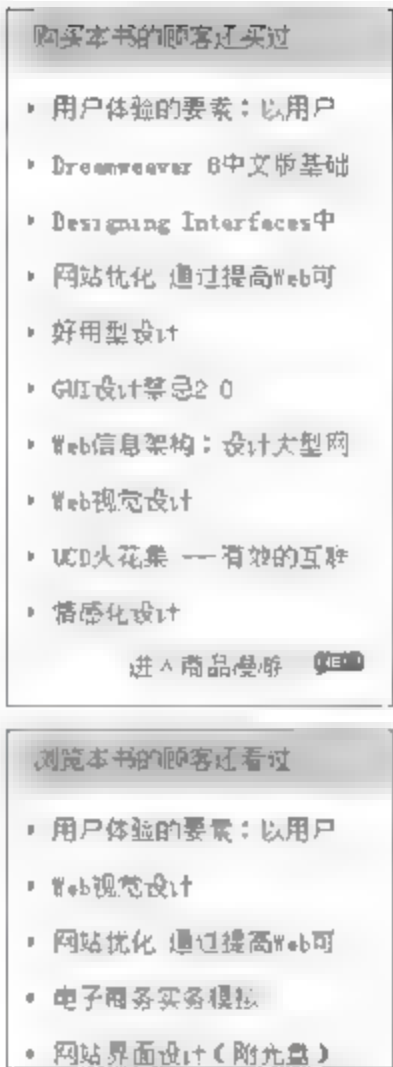 购买本书的顾客还买过
用户体验的要素：以用户
Dreamweaver 8中文版基础
Designing Interfaces中
网站优化 通过提高Web可
好用型设计
GUI设计禁忌2 0
Web信息架构：设计大型网
Web视觉设计
UCD火花集 ——有效的互联
情感化设计
进入商品
浏览本书的顾客还看过
用户体验的要素：以用户
Web视觉设计
网站优化 通过提高Web可
电子商务实务模拟
网站界面设计(附光盘)